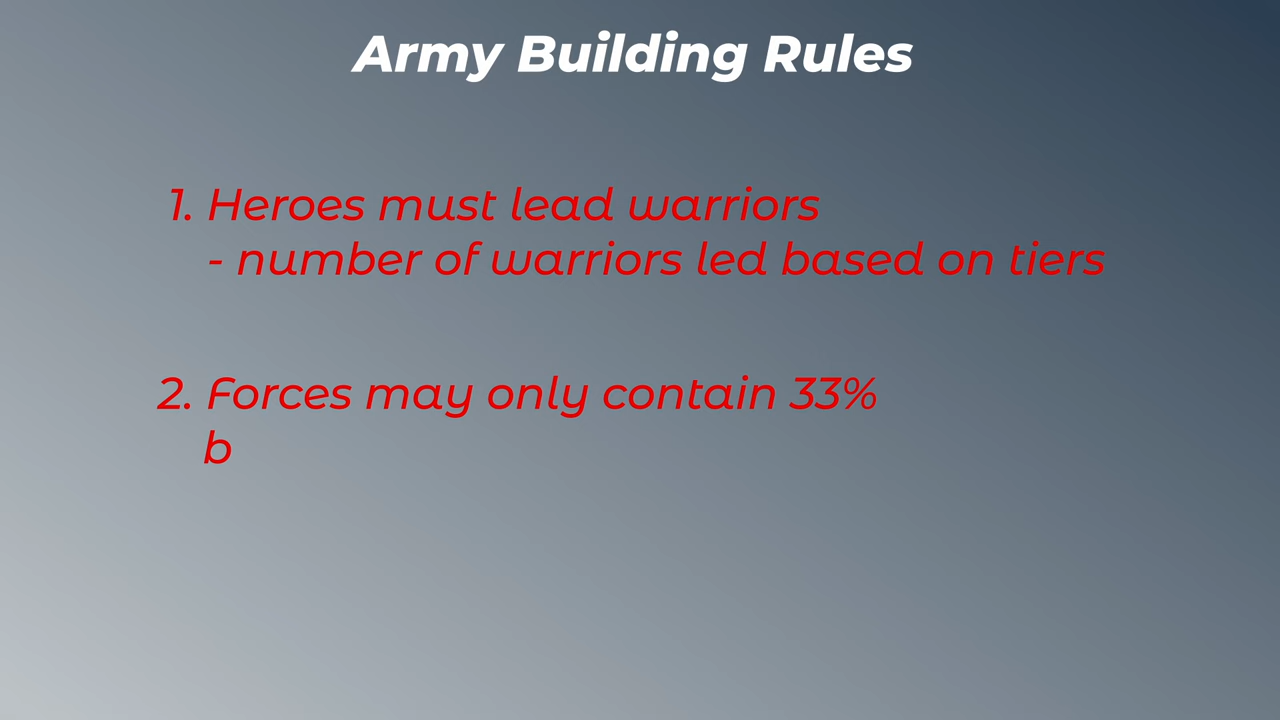 Army Building Rules
1. Heroes must lead warriors
- number of warriors led based on tiers
2. Forces may only contain 33%
b